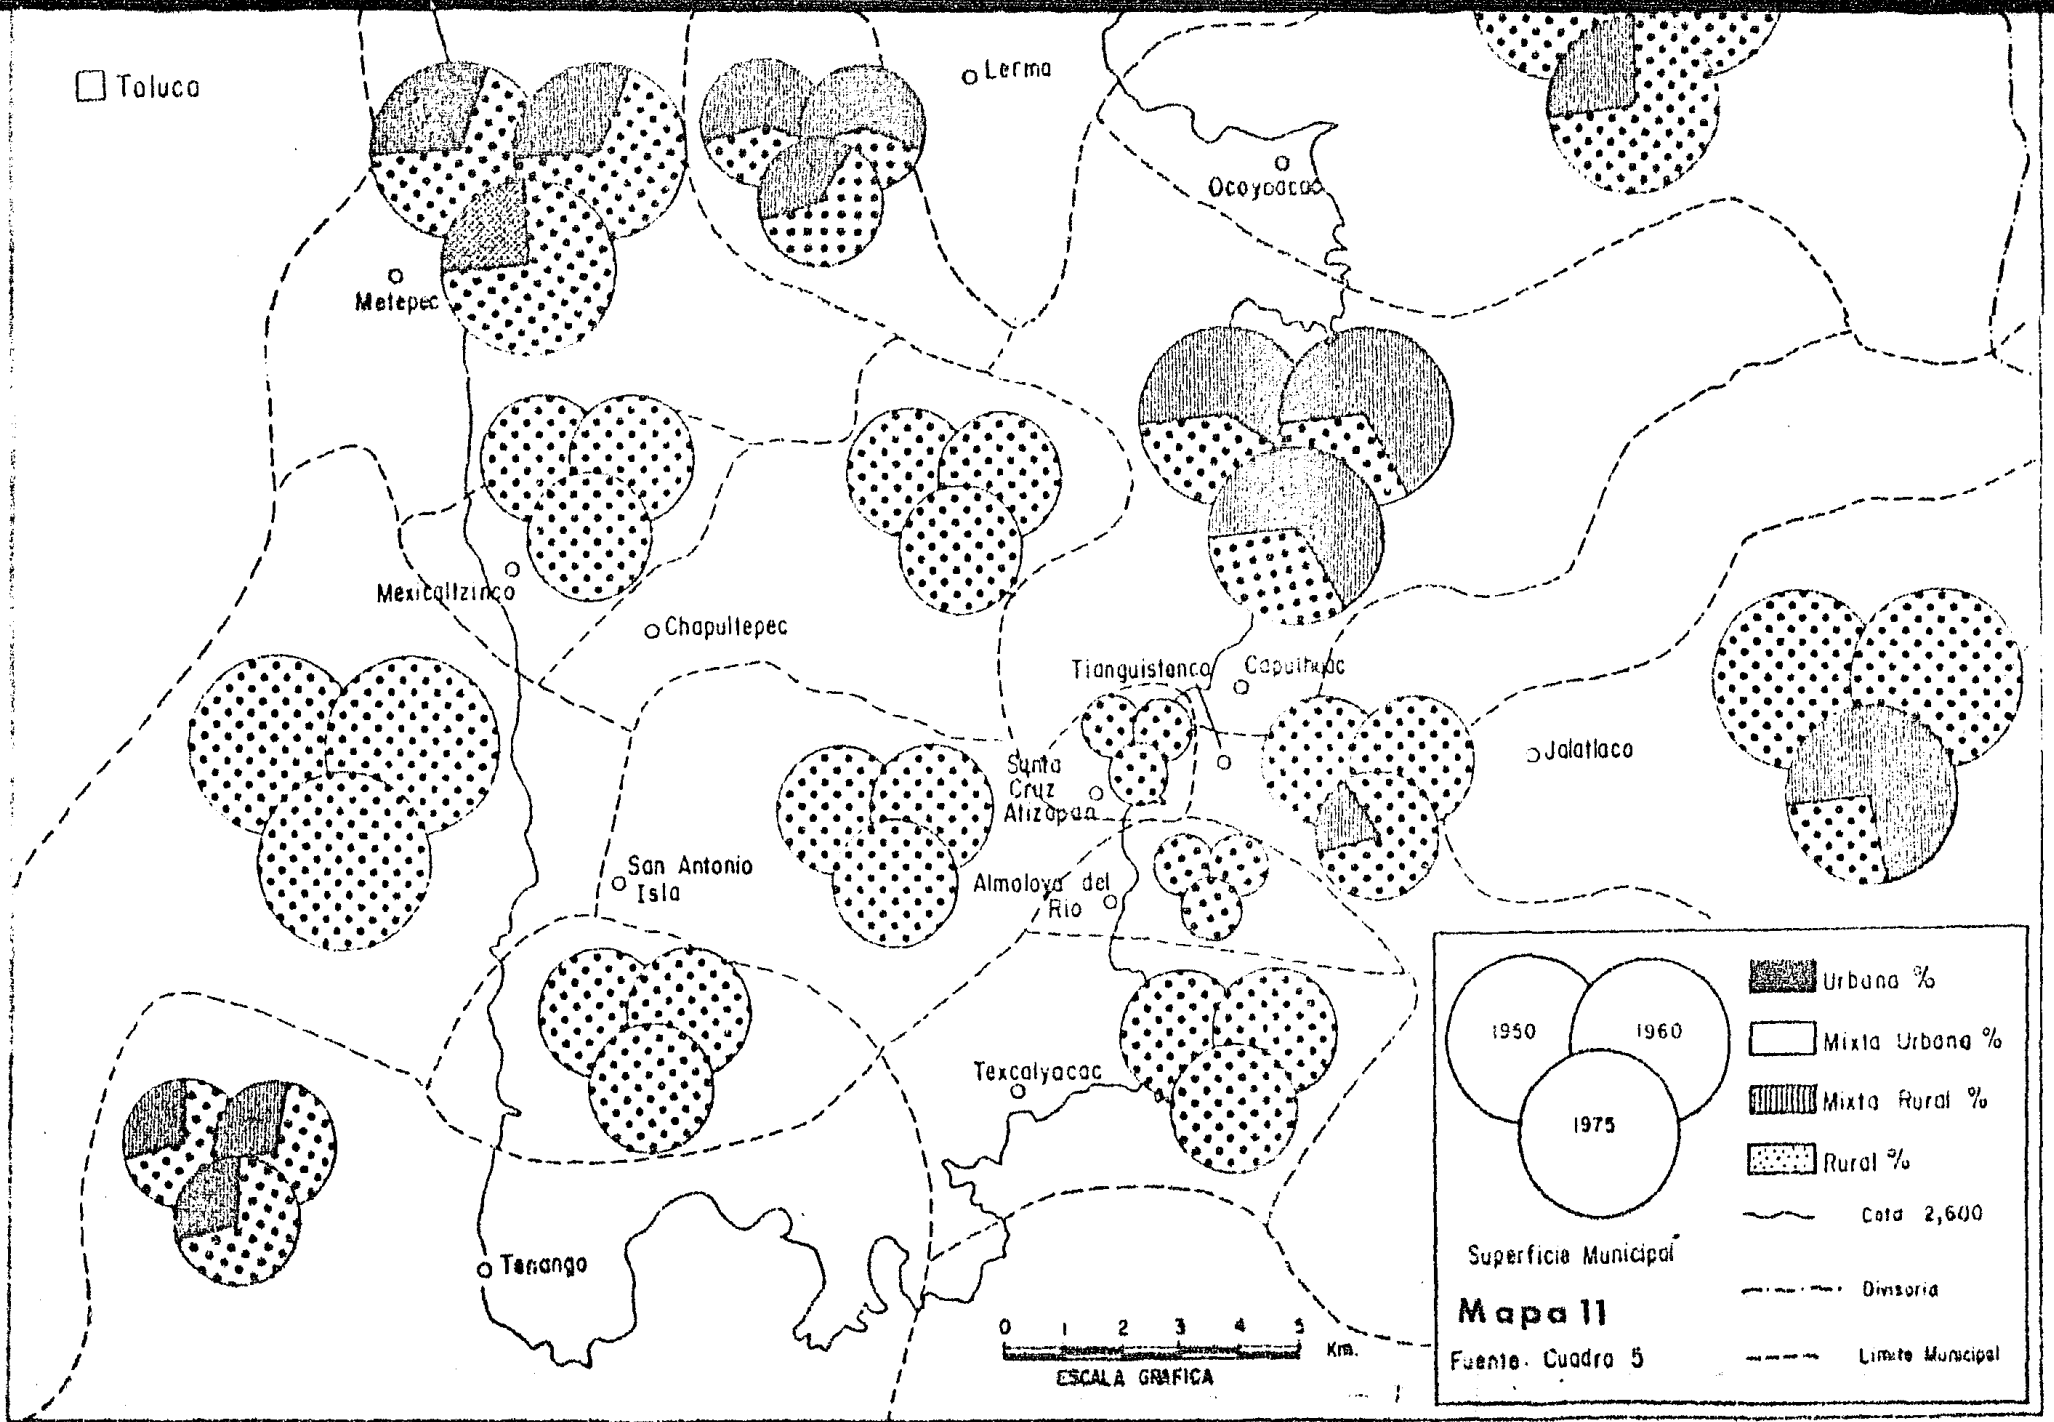 Toluca
Lerma
Ocoyoacac
Metepec
Mexicaltzinco
Chapultepec
Tianguistenco
Capulhuac
Santa
Cruz
Atizapan
Jalatlaco
San Antonio
Isla
Almoloya del
Rio
Texcalyacac
Tenango
0 1 2 3 4 5 Km.
ESCALA GRAFICA
1950
1960
1975
Superficie Municipal
Mapa 11
Fuente. Cuadro 5
Urbana %
Mixta Urbana %
Mixta Rural %
Rural %
Cota 2,600
Divisoria
Limite Municipal